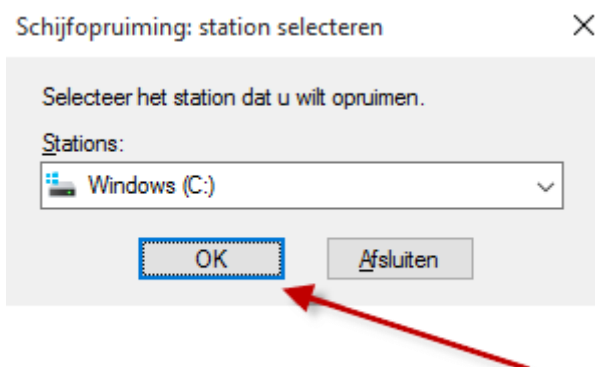 Schijfopruiming: station selecteren
Selecteer het station dat u wilt opruimen.
Stations:
Windows (C:)
OK
Afsluiten